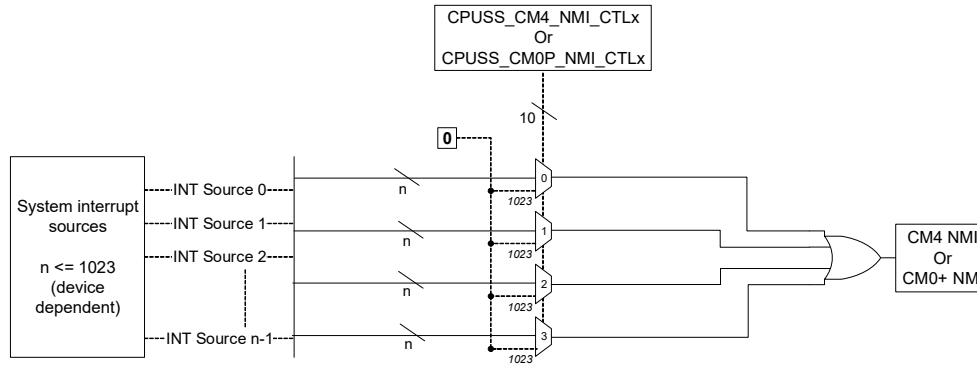 CPUSS_CM4_NMI_CTLx
Or
CPUSS_CM0P_NMI_CTLx
10
0
System interrupt
sources
n <= 1023
(device
dependent)
INT Source 0
INT Source 1
INT Source 2
INT Source n-1
n
n
n
n
0
1023
1
1023
2
1023
3
1023
CM4 NMI
Or
CM0+ NMI